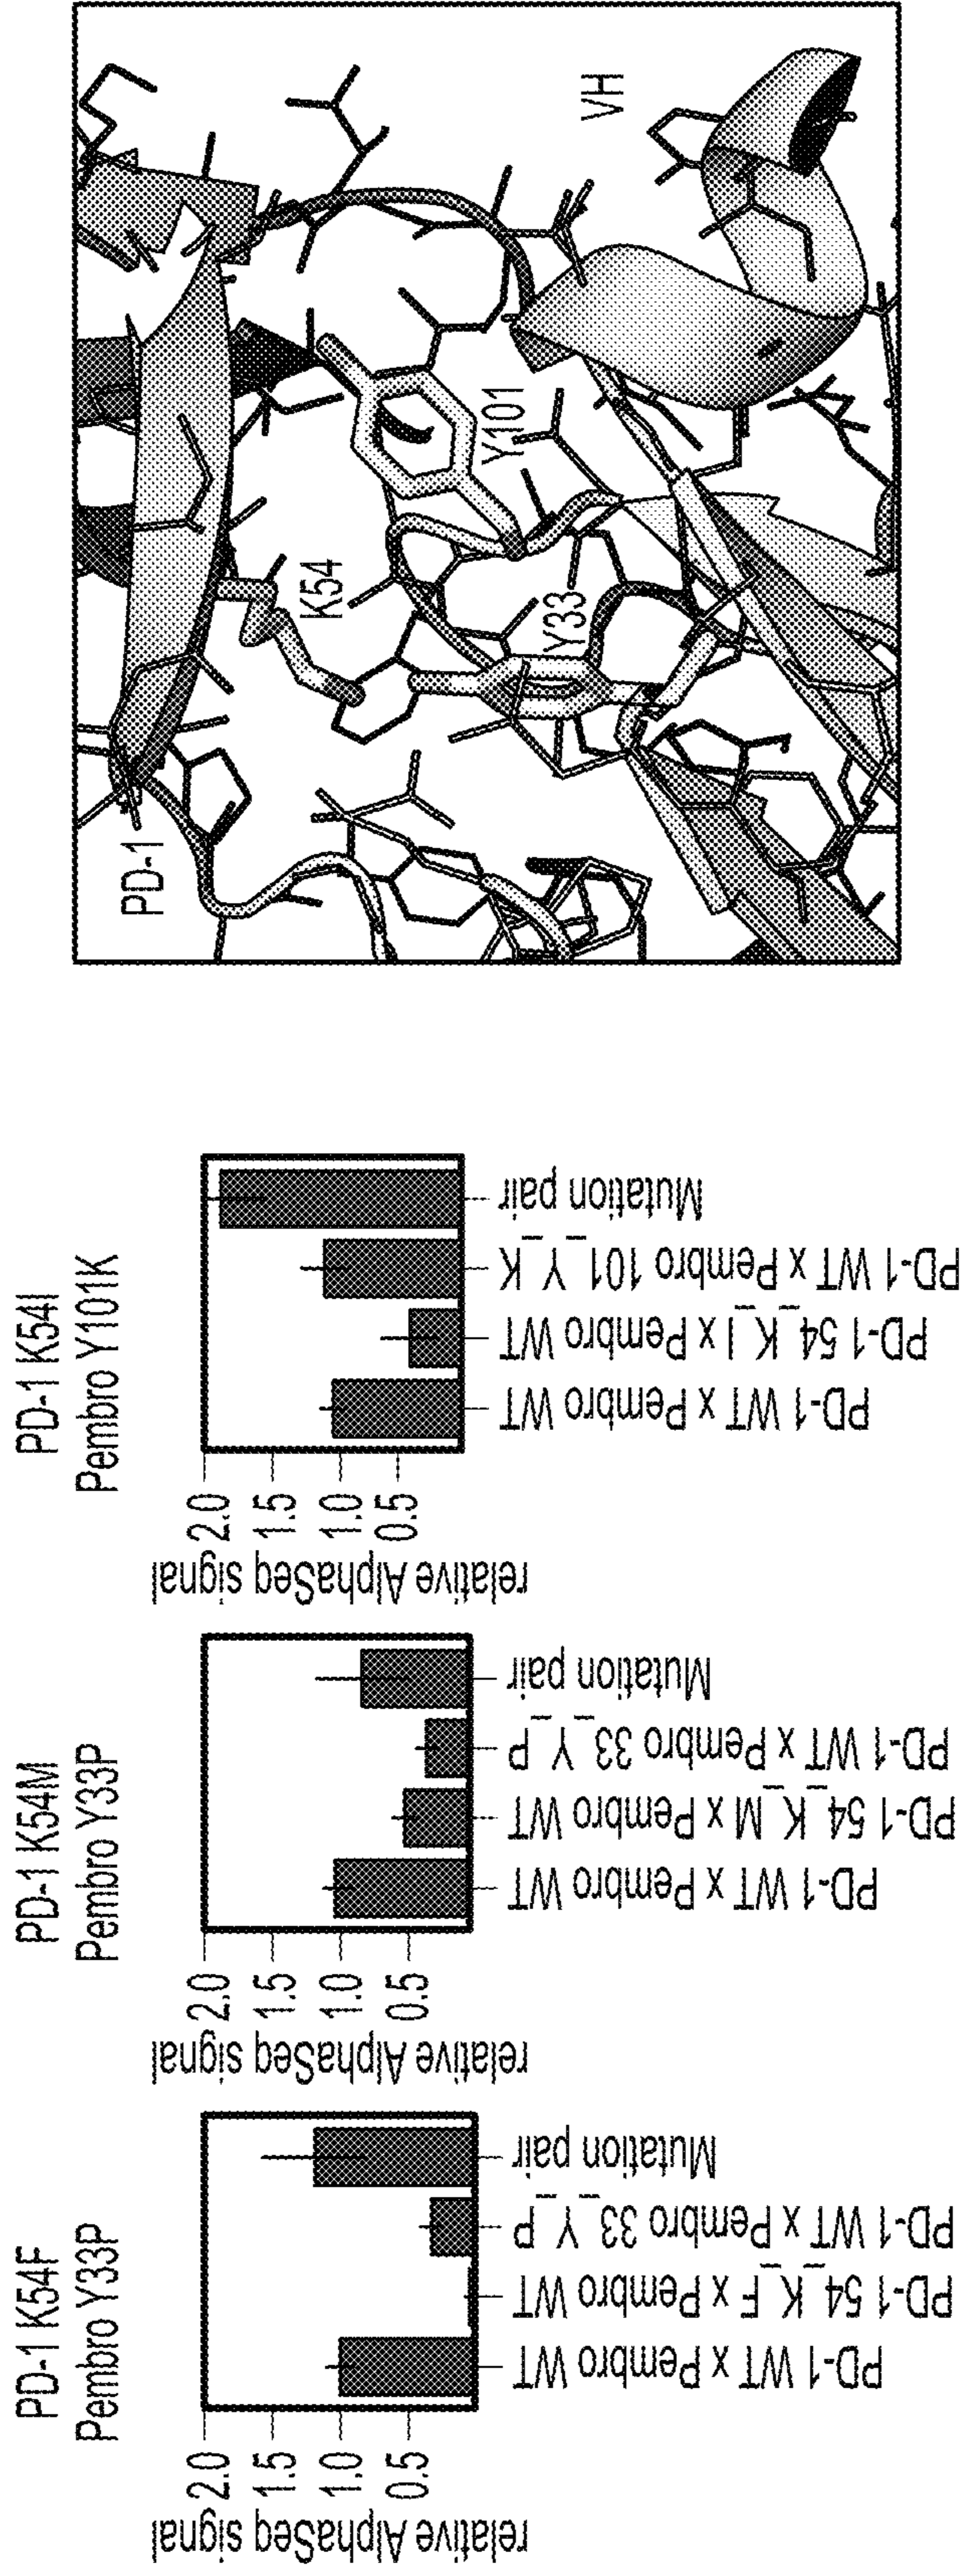 PD-1 K54F
Pembro Y33P
relative AlphaSeq signal
2.0
1.5
1.0
0.5
PD-1 WT x Pembro WT
PD-1 54_K_F x Pembro WT
PD-1 WT x Pembro 33_Y_P
Mutation pair
PD-1 K54M
Pembro Y33P
relative AlphaSeq signal
2.0
1.5
1.0
0.5
PD-1 WT x Pembro WT
PD-1 54_K_M x Pembro WT
PD-1 WT x Pembro 33_Y_P
Mutation pair
PD-1 K54I
Pembro Y101K
relative AlphaSeq signal
2.0
1.5
1.0
0.5
PD-1 WT x Pembro WT
PD-1 54_K_I x Pembro WT
PD-1 WT x Pembro 101_Y_K
Mutation pair
PD-1
K54
Y33
Y101
VH